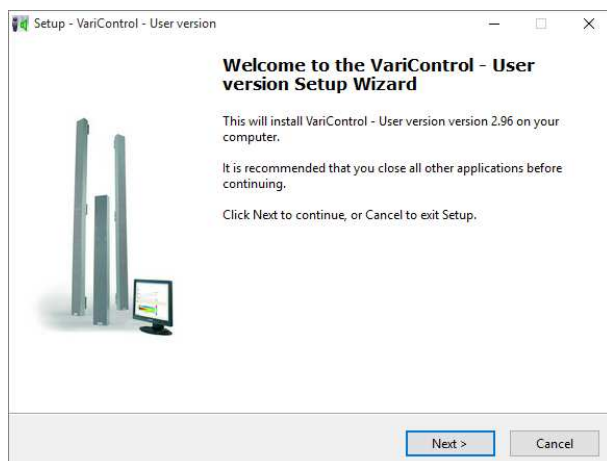 Setup - VariControl - User version
Welcome to the VariControl - User
version Setup Wizard
This will install VariControl - User version version 2.96 on your
computer.
It is recommended that you close all other applications before
continuing.
Click Next to continue, or Cancel to exit Setup.
Next >
Cancel